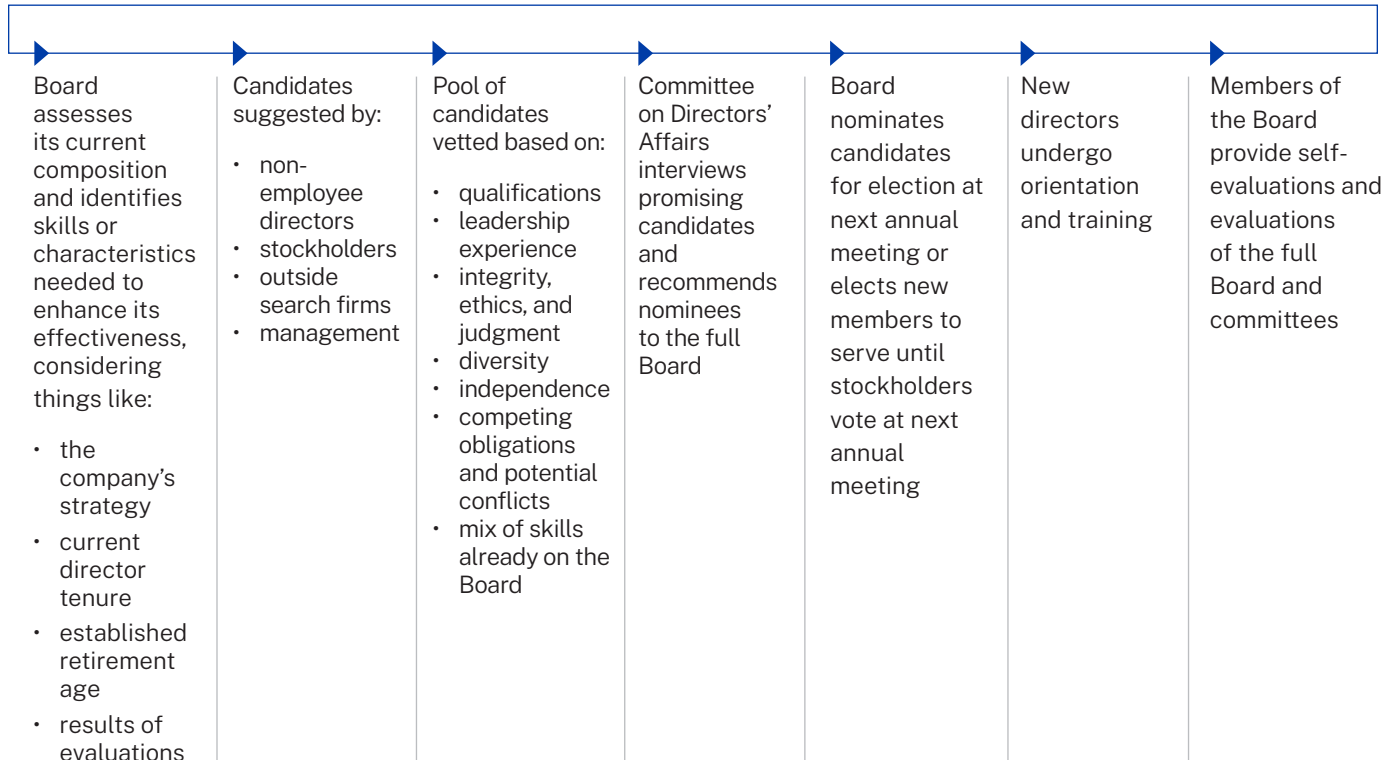 Board
assesses
its current
composition
and identifies
skills or
characteristics
needed to
enhance its
effectiveness,
considering
things like:
• the
company’s
strategy
• current
director
tenure
• established
retirement
age
• results of
evaluations
Candidates
suggested by:
• non-
employee
directors
• stockholders
• outside
search firms
• management
Pool of
candidates
vetted based on:
• qualifications
• leadership
experience
• integrity,
ethics, and
judgment
• diversity
• independence
• competing
obligations
and potential
conflicts
• mix of skills
already on the
Board
Committee
on Directors’
Affairs
interviews
promising
candidates
and
recommends
nominees
to the full
Board
Board
nominates
candidates
for election at
next annual
meeting or
elects new
members to
serve until
stockholders
vote at next
annual
meeting
New
directors
undergo
orientation
and training
Members of
the Board
provide self-
evaluations and
evaluations
of the full
Board and
committees